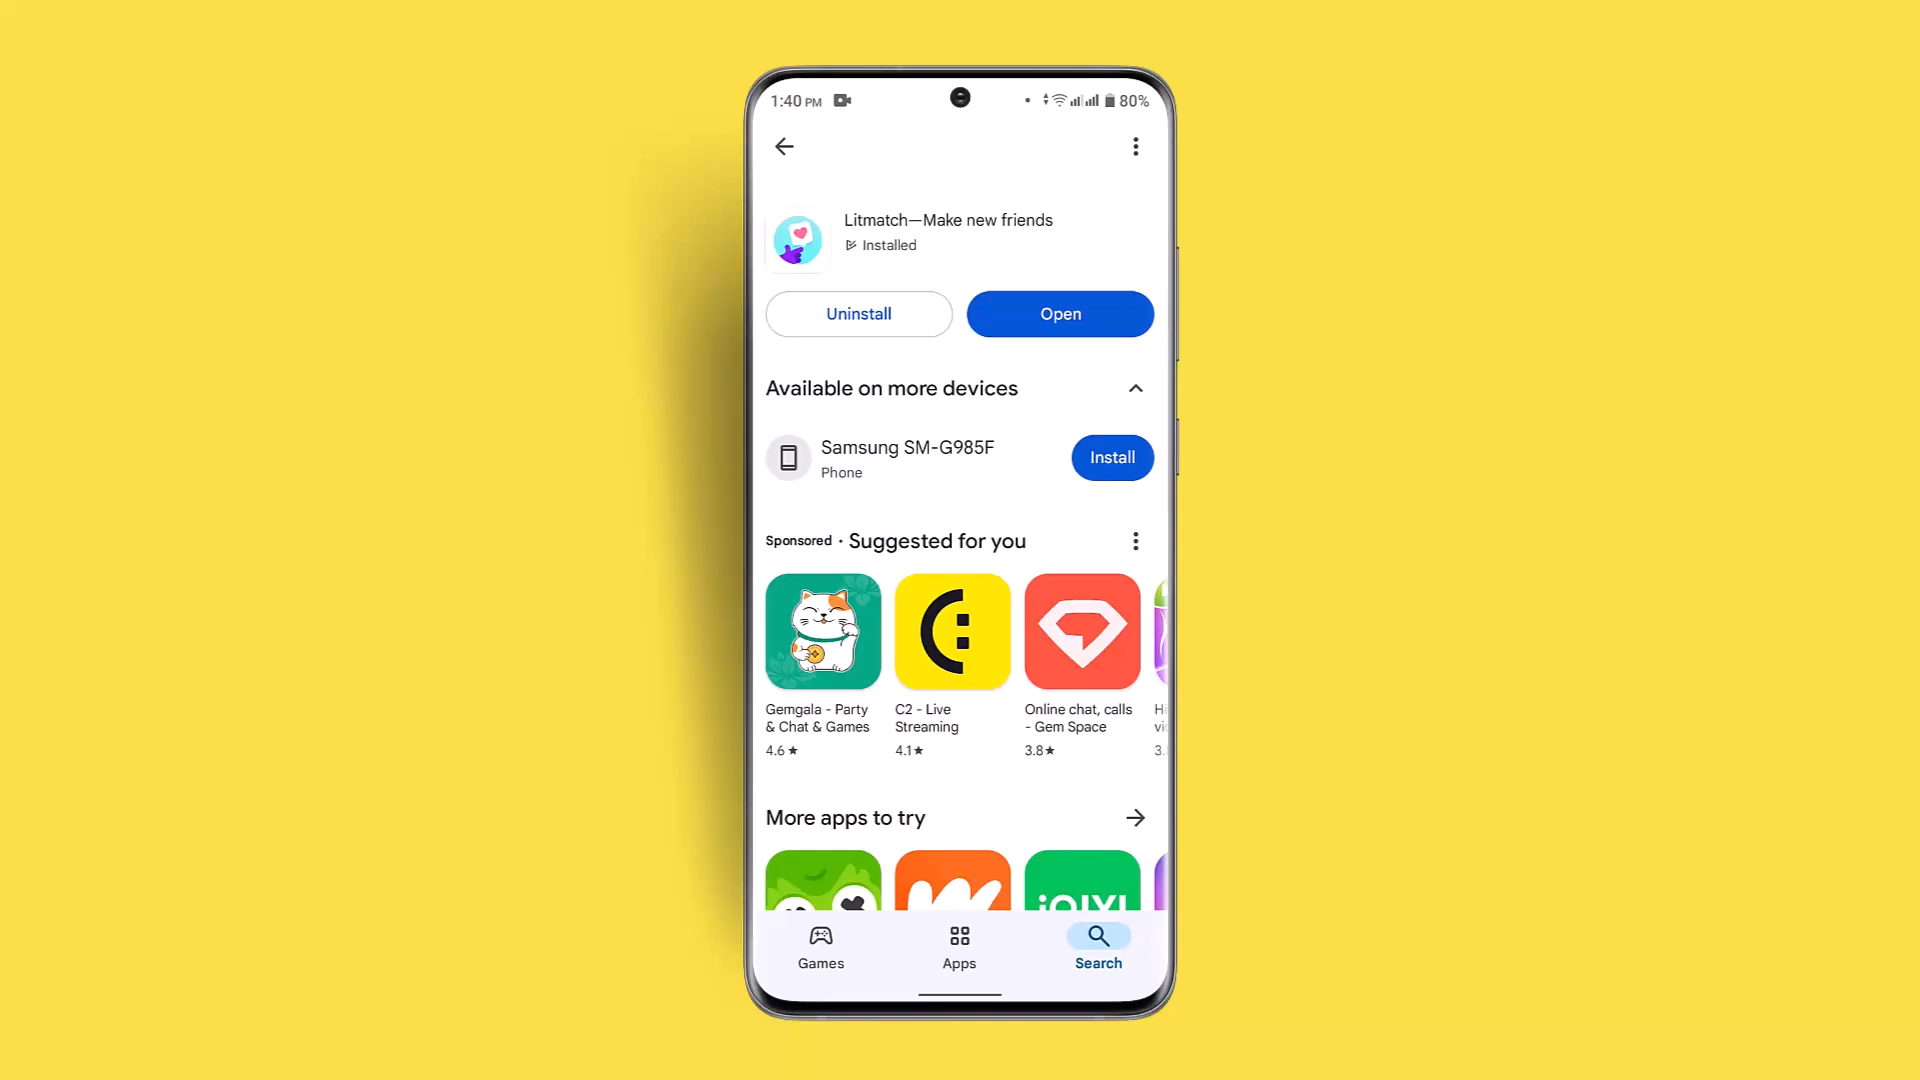 1:40 PM
80%
Litmatch—Make new friends
Installed
Uninstall
Open
Available on more devices
Samsung SM-G985F
Phone
Install
Sponsored · Suggested for you
Gemgala - Party
& Chat & Games
4.6★
C2 - Live
Streaming
4.1★
Online chat, calls
- Gem Space
3.8★
More apps to try
iQIYI
Games
Apps
Search